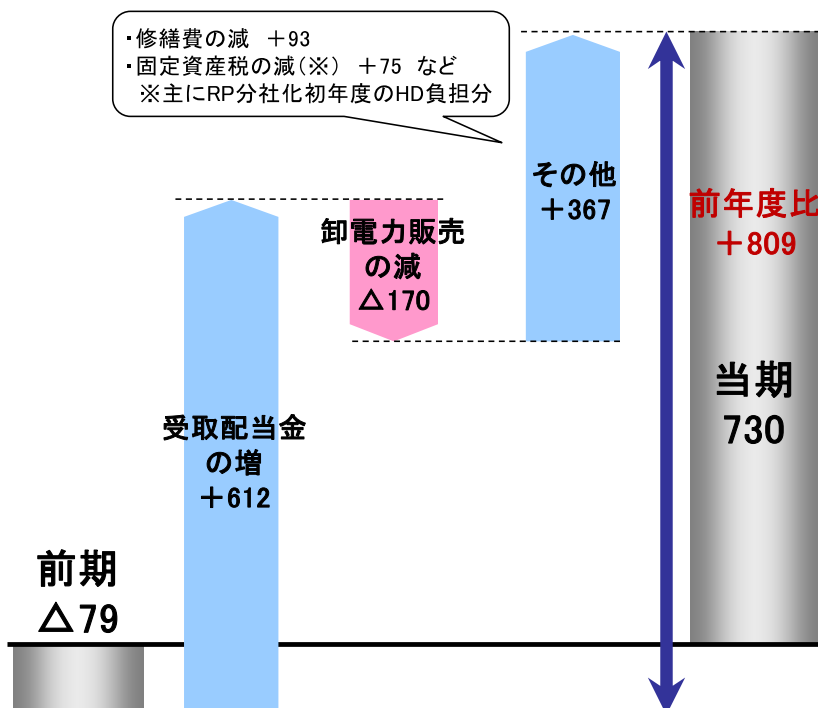 ・修繕費の減 +93
・固定資産税の減(※) +75 など
※主にRP分社化初年度のHD負担分
その他
+367
前年度比
+809
卸電力販売
の減
△170
当期
730
受取配当金
の増
+612
前期
△79